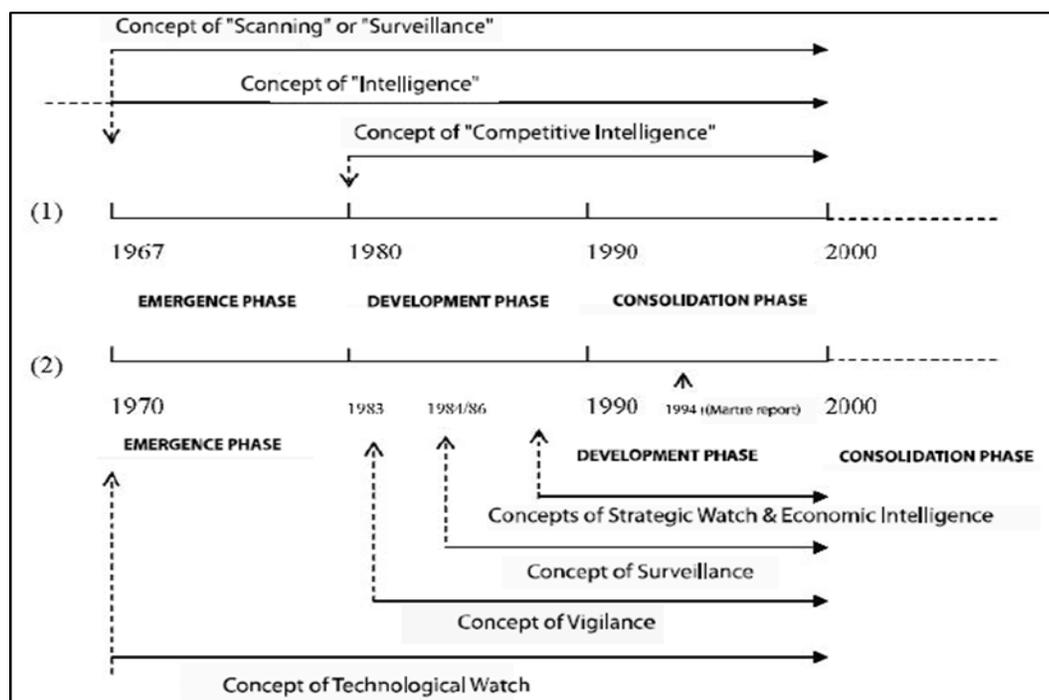 Concept of "Scanning" or "Surveillance"
Concept of "Intelligence"
Concept of "Competitive Intelligence"
(1)
1967 1980 1990 2000
EMERGENCE PHASE DEVELOPMENT PHASE CONSOLIDATION PHASE
(2)
1970 1983 1984/86 1990 1994 ((Martre report) 2000
EMERGENCE PHASE DEVELOPMENT PHASE CONSOLIDATION PHASE
Concepts of Strategic Watch & Economic Intelligence
Concept of Surveillance
Concept of Vigilance
Concept of Technological Watch